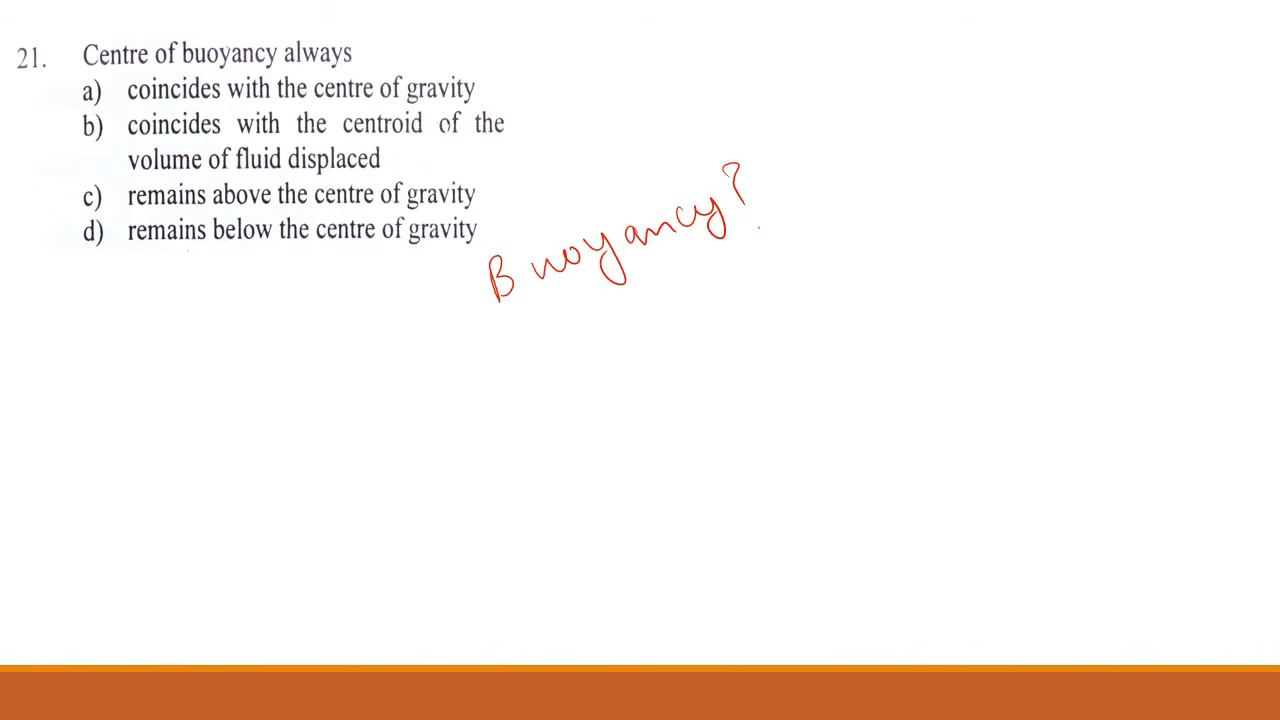 21. Centre of buoyancy always
a) coincides with the centre of gravity
b) coincides with the centroid of the
volume of fluid displaced
c) remains above the centre of gravity
d) remains below the centre of gravity
Buoyancy?